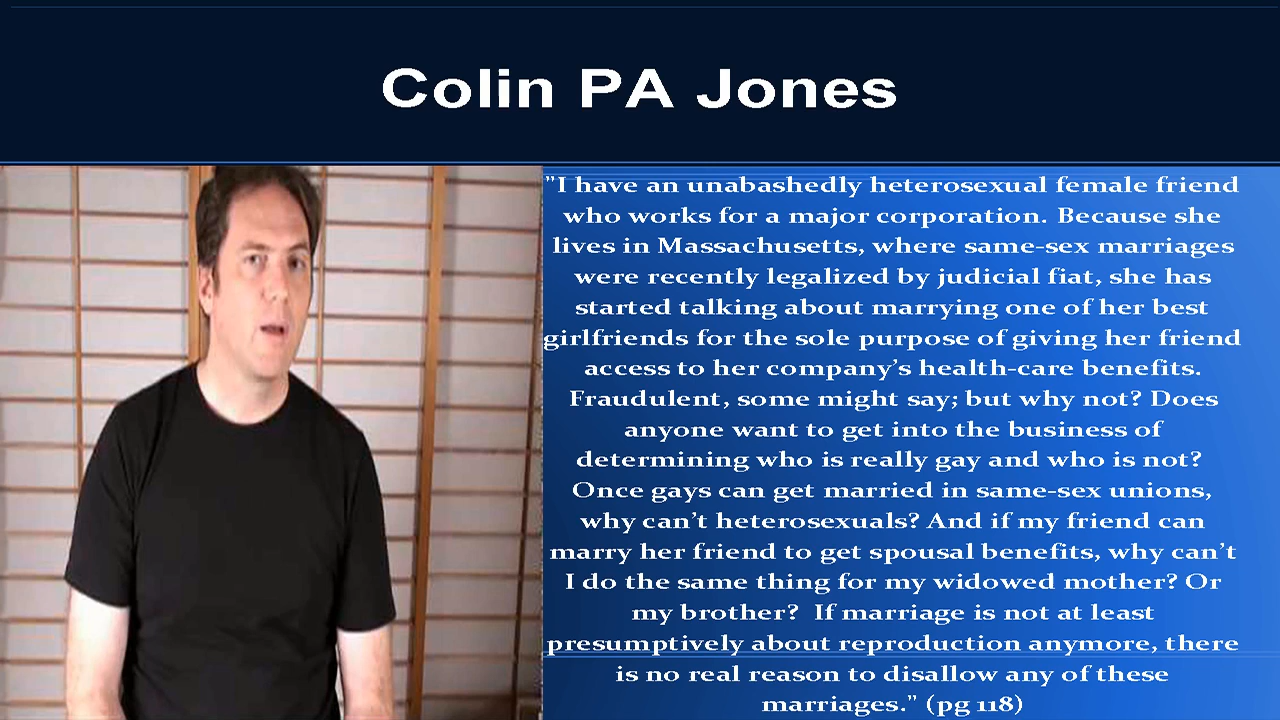 Colin PA Jones
"I have an unabashedly heterosexual female friend
who works for a major corporation. Because she
lives in Massachusetts, where same-sex marriages
were recently legalized by judicial fiat, she has
started talking about marrying one of her best
girlfriends for the sole purpose of giving her friend
access to her company’s health-care benefits.
Fraudulent, some might say; but why not? Does
anyone want to get into the business of
determining who is really gay and who is not?
Once gays can get married in same-sex unions,
why can’t heterosexuals? And if my friend can
marry her friend to get spousal benefits, why can’t
I do the same thing for my widowed mother? Or
my brother?  If marriage is not at least
presumptively about reproduction anymore, there
is no real reason to disallow any of these
marriages." (pg 118)